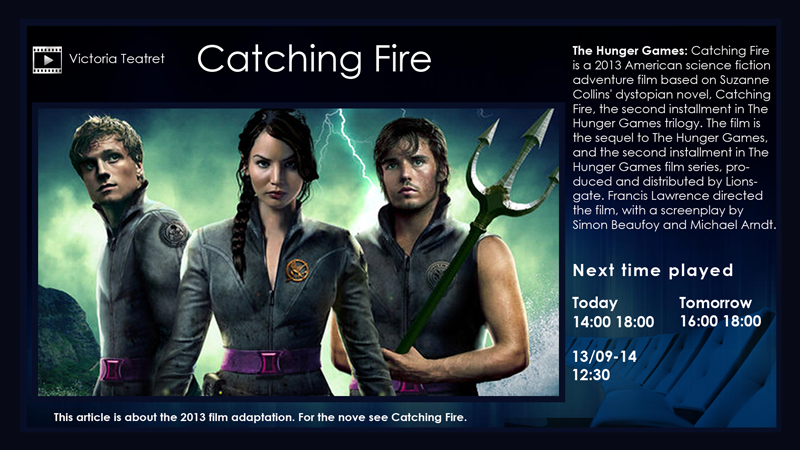 Victoria Teatret
Catching Fire
The Hunger Games: Catching Fire
is a 2013 American science fiction
adventure film based on Suzanne
Collins' dystopian novel, Catching
Fire, the second installment in The
Hunger Games trilogy. The film is
the sequel to The Hunger Games,
and the second installment in The
Hunger Games film series, pro-
duced and distributed by Lions-
gate. Francis Lawrence directed
the film, with a screenplay by
Simon Beaufoy and Michael Arndt.
Next time played
Today
14:00 18:00
Tomorrow
16:00 18:00
13/09-14
12:30
This article is about the 2013 film adaptation. For the nove see Catching Fire.